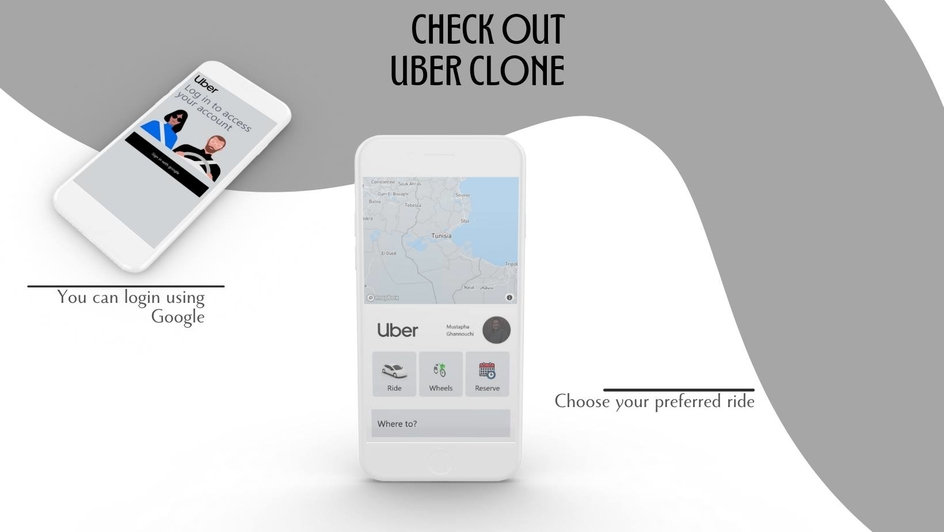 CHECK OUT
UBER CLONE
Uber
Log in to access
your account
You can login using
Google
Tunisia
mapbox
Uber
Mustapha
Ghannouchi
Ride
Wheels
Reserve
Where to?
Choose your preferred ride